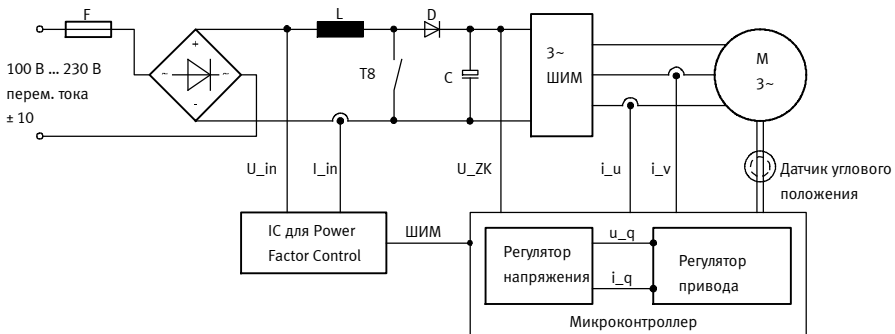 F
L
D
+
100 В ... 230 В
перем. тока
± 10
~
~
-
T8
C
3~
ШИМ
М
3~
U_in
I_in
U_ZK
i_u
i_v
Датчик углового
положения
IC для Power
Factor Control
ШИМ
Регулятор
напряжения
u_q
i_q
Регулятор
привода
Микроконтроллер